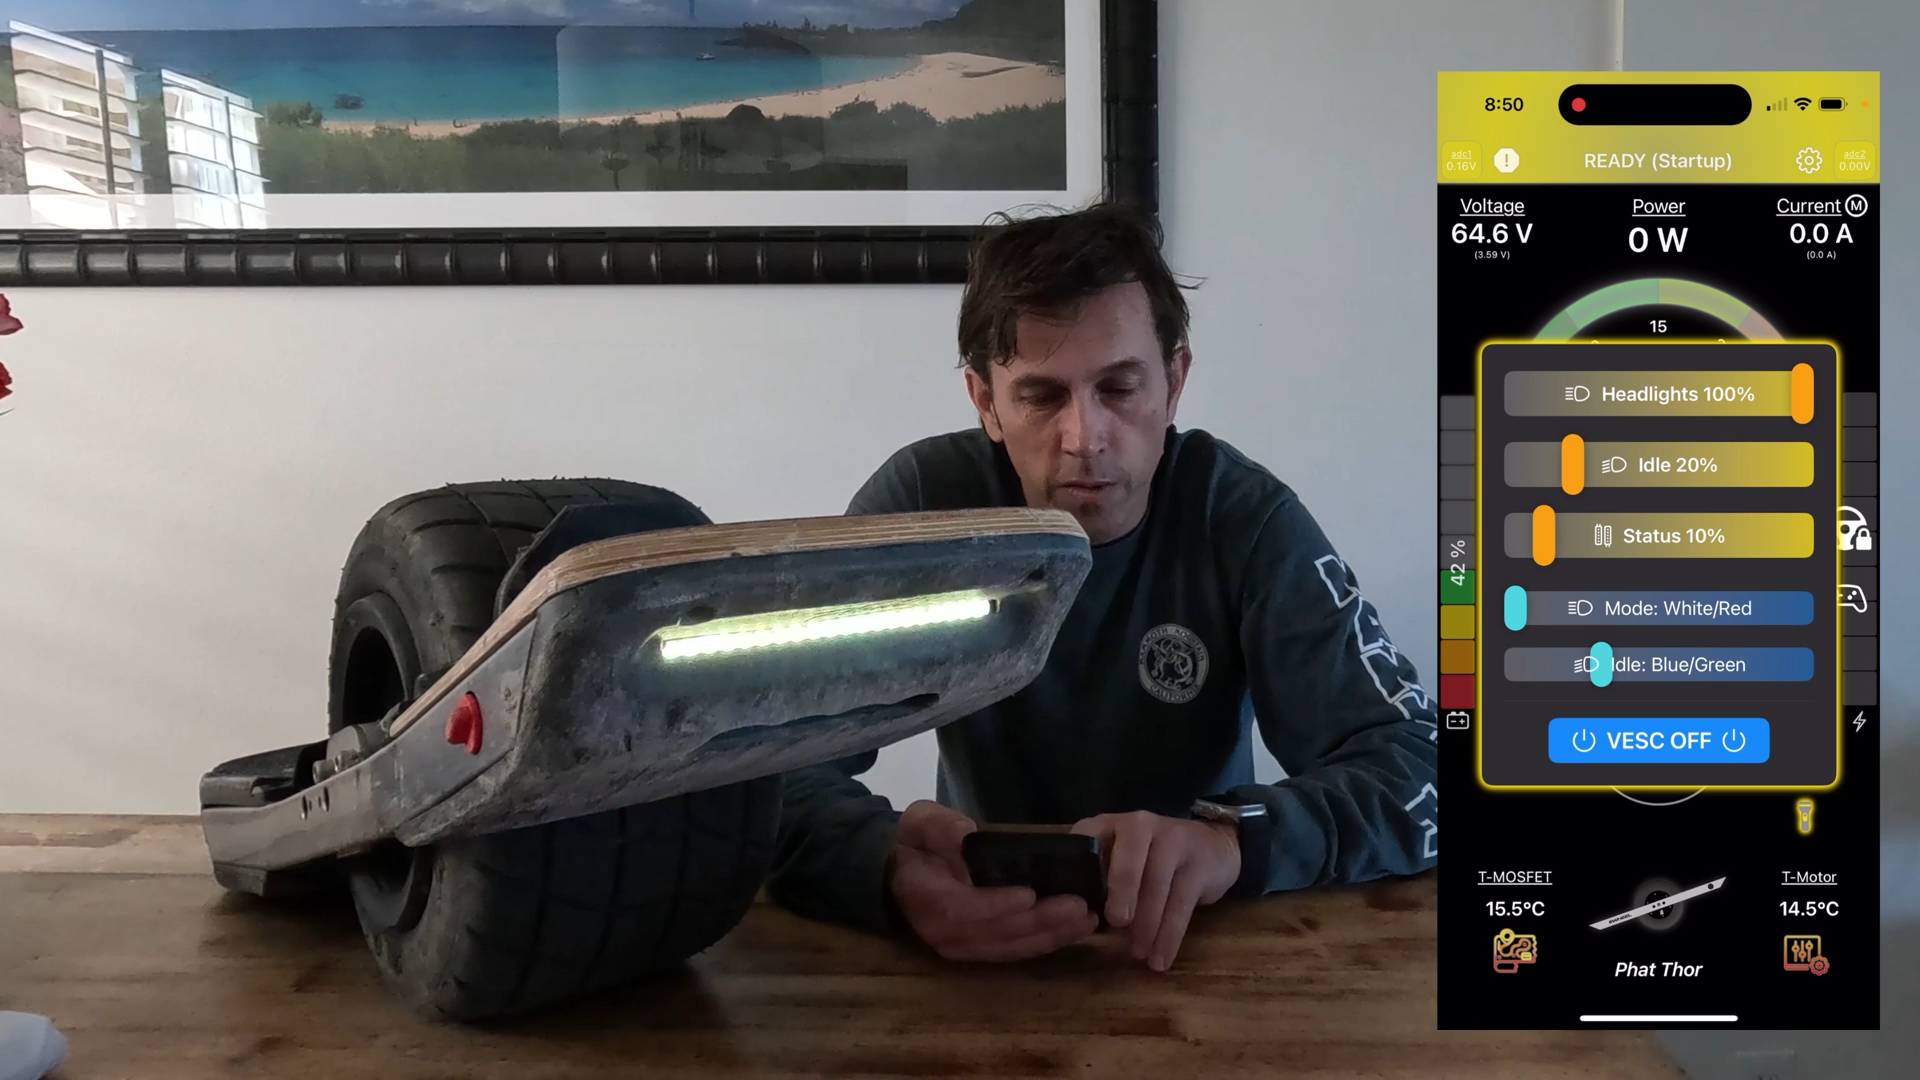 8:50
adc1
0.16V
!
READY (Startup)
adc2
0.00V
Voltage
Power
Current M
64.6 V
0 W
0.0 A
(3.59 V)
(0.0 A)
15
Headlights 100%
Idle 20%
Status 10%
42 %
Mode: White/Red
Idle: Blue/Green
VESC OFF
T-MOSFET
T-Motor
15.5°C
14.5°C
Phat Thor
CALIFORNIA